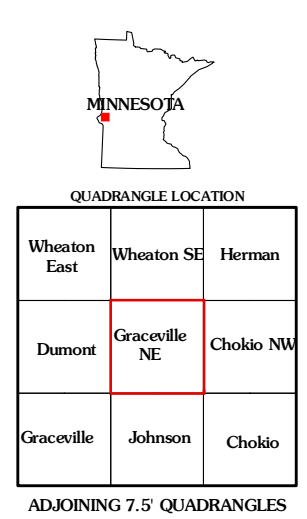 MINNESOTA
QUADRANGLE LOCATION
Wheaton
East
Wheaton SE
Herman
Dumont
Graceville
NE
Chokio NW
Graceville
Johnson
Chokio
ADJOINING 7.5' QUADRANGLES